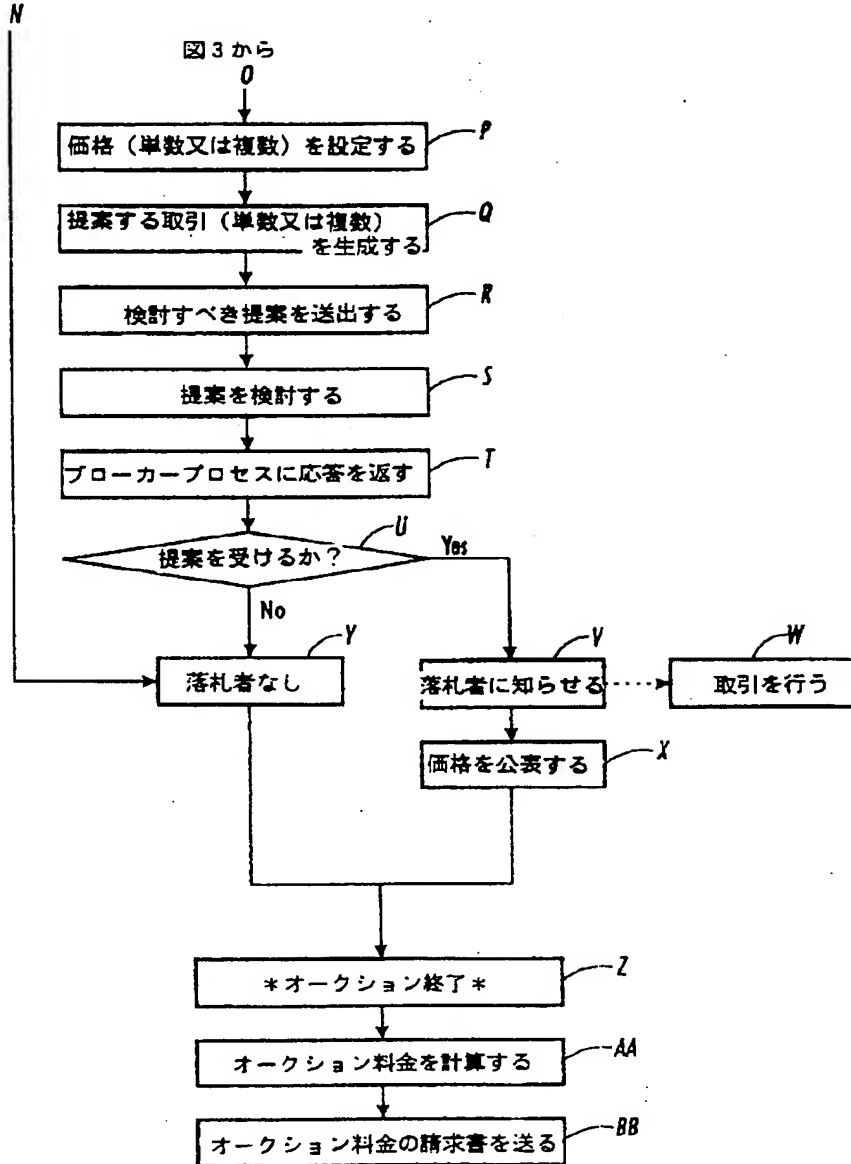 N
図3から
O
価格（単数又は複数）を設定する
P
提案する取引（単数又は複数）
を生成する
Q
検討すべき提案を送出する
R
提案を検討する
S
ブローカープロセスに応答を返す
T
提案を受けるか？
U
Yes
No
落札者なし
Y
落札者に知らせる
V
取引を行う
W
価格を公表する
X
＊オークション終了＊
Z
オークション料金を計算する
AA
オークション料金の請求書を送る
BB